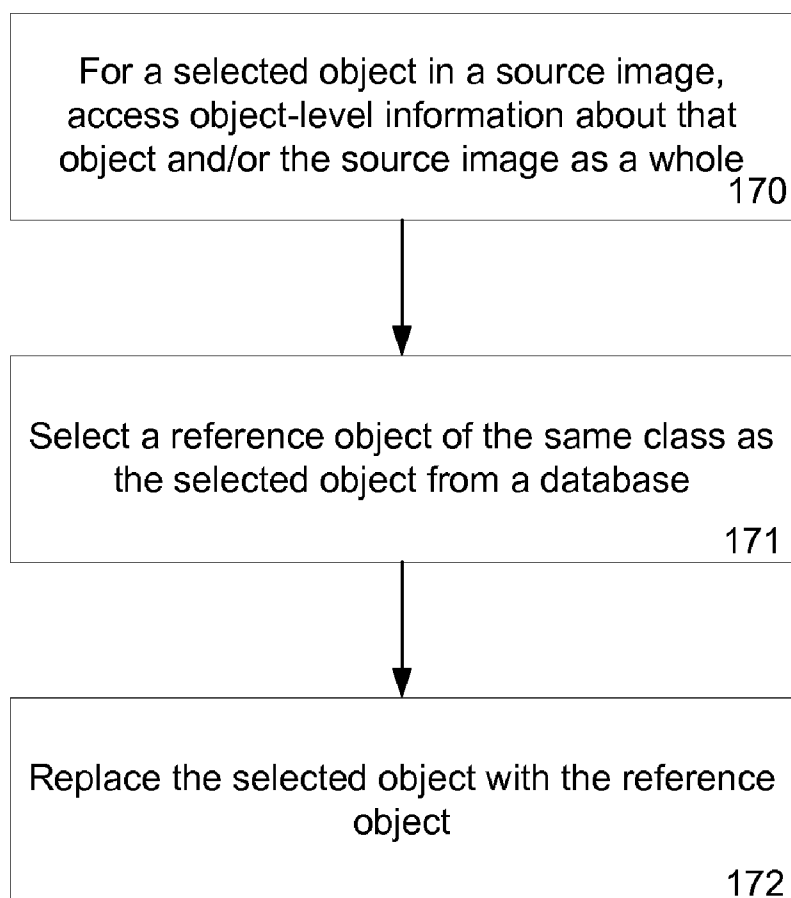 For a selected object in a source image,
access object-level information about that
object and/or the source image as a whole
170
Select a reference object of the same class as
the selected object from a database
171
Replace the selected object with the reference
object
172